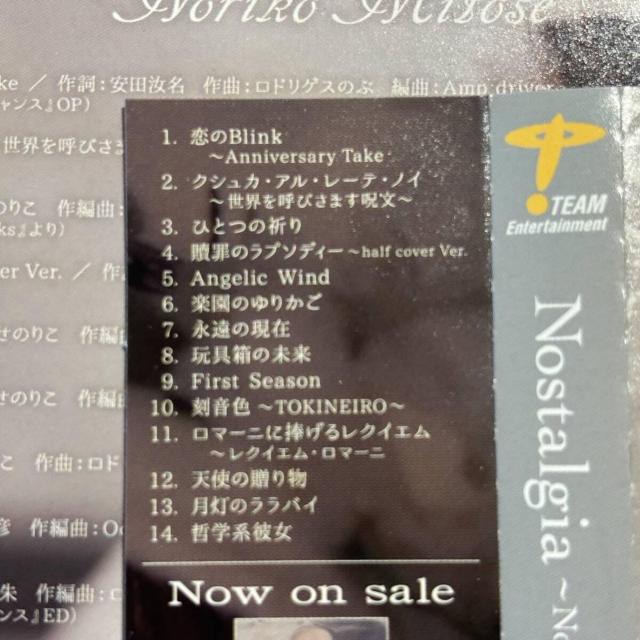 Noriko Mitose
作詞：安田汝名 作曲：ロドリゲスのぶ 編曲：Amp.driver
ャンス』OP）
世界を呼びさま
のりこ 作編曲：
ks』より）
er Ver. ／ 作
せのりこ 作編
せのりこ 作編
こ 作曲：ロド
彦 作編曲：
朱 作編曲：
ンス』ED）
1. 恋のBlink
～Anniversary Take
2. クシュカ・アル・レーテ・ノイ
～世界を呼びさます呪文～
3. ひとつの祈り
4. 贖罪のラプソディー～half cover Ver.
5. Angelic Wind
6. 楽園のゆりかご
7. 永遠の現在
8. 玩具箱の未来
9. First Season
10. 刻音色 ～TOKINEIRO～
11. ロマーニに捧げるレクイエム
～レクイエム・ロマーニ
12. 天使の贈り物
13. 月灯のララバイ
14. 哲学系彼女
Now on sale
TEAM
Entertainment
Nostalgia